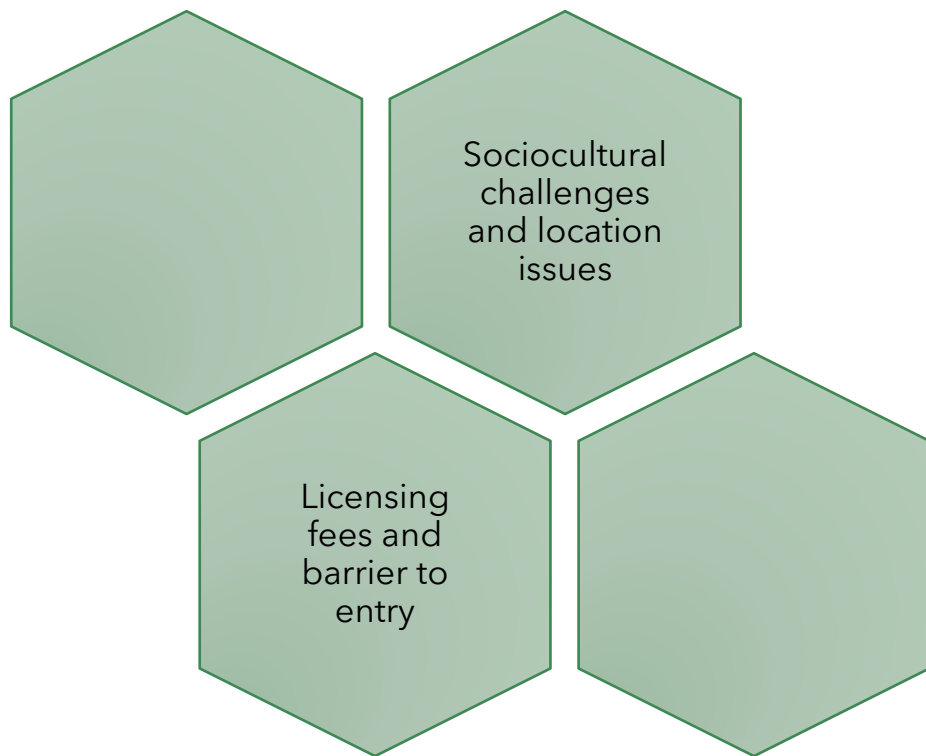 Sociocultural
challenges
and location
issues
Licensing
fees and
barrier to
entry